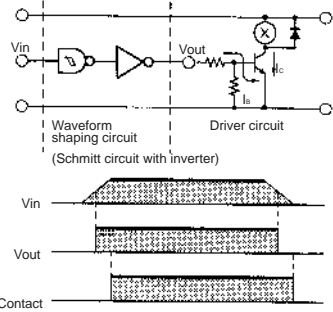 Vin
Vout
X
IC
IB
Waveform
shaping circuit
Driver circuit
(Schmitt circuit with inverter)
Vin
Vout
Contact